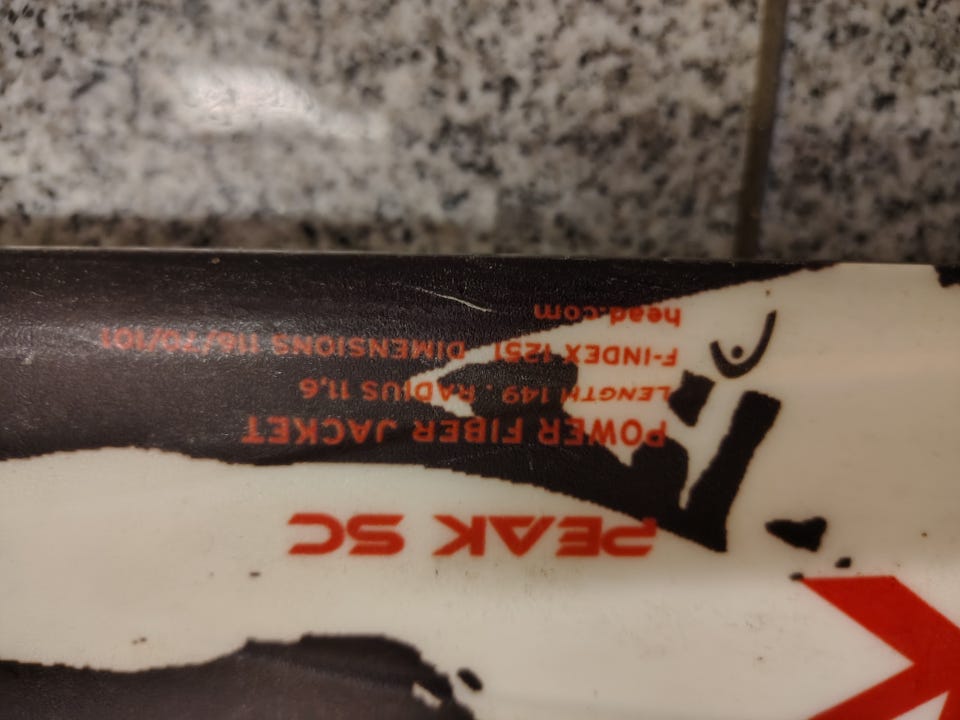 PEAK SC
POWER FIBER JACKET
LENGTH 149 . RADIUS 11,6
F-INDEX 1251 DIMENSIONS 116/70/101
head.com